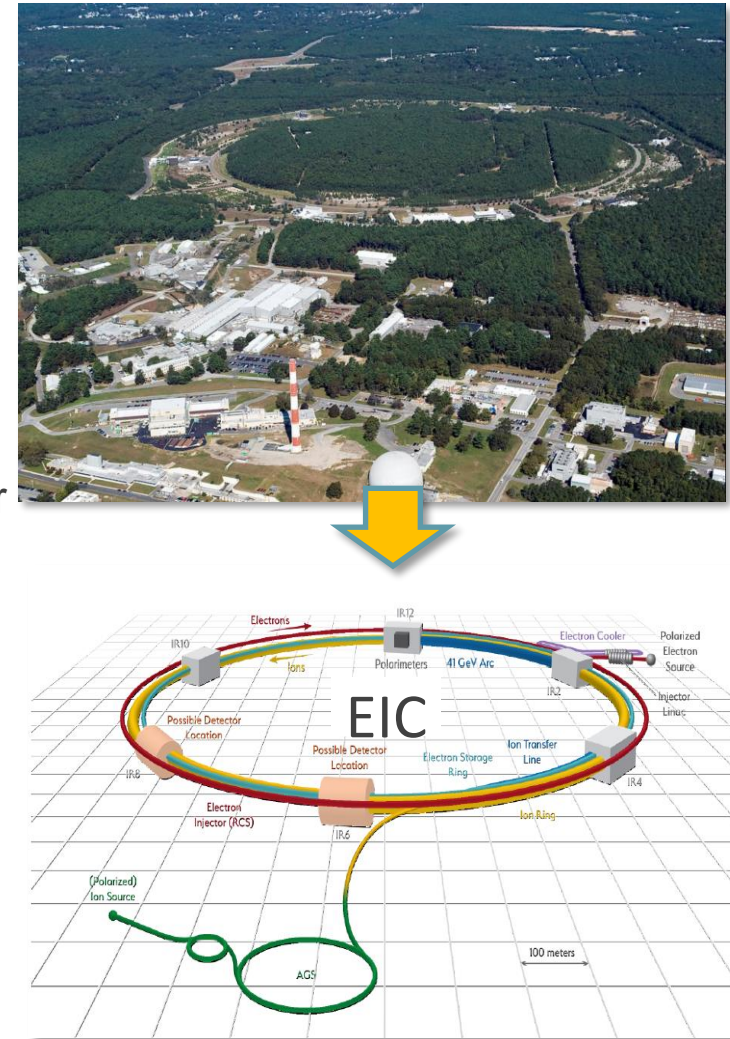 r
IR12
Electrons
IR10
Ions
Polarimeters
41 GeV Arc
Electron Cooler
Polarized
Electron
Source
IR2
Injector
Linac
EIC
Possible Detector
Location
Possible Detector
Location
Electron Storage
Ring
Ion Transfer
Line
IR8
IR4
Electron
Injector (RCS)
IR6
Ion Ring
(Polarized)
Ion Source
AGS
100 meters